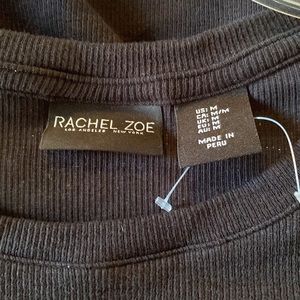 RACHEL ZOE
LOS ANGELES NEW YORK
US: M
CA: M/M
UK: M
EU: M
AU: M
MADE IN
PERU